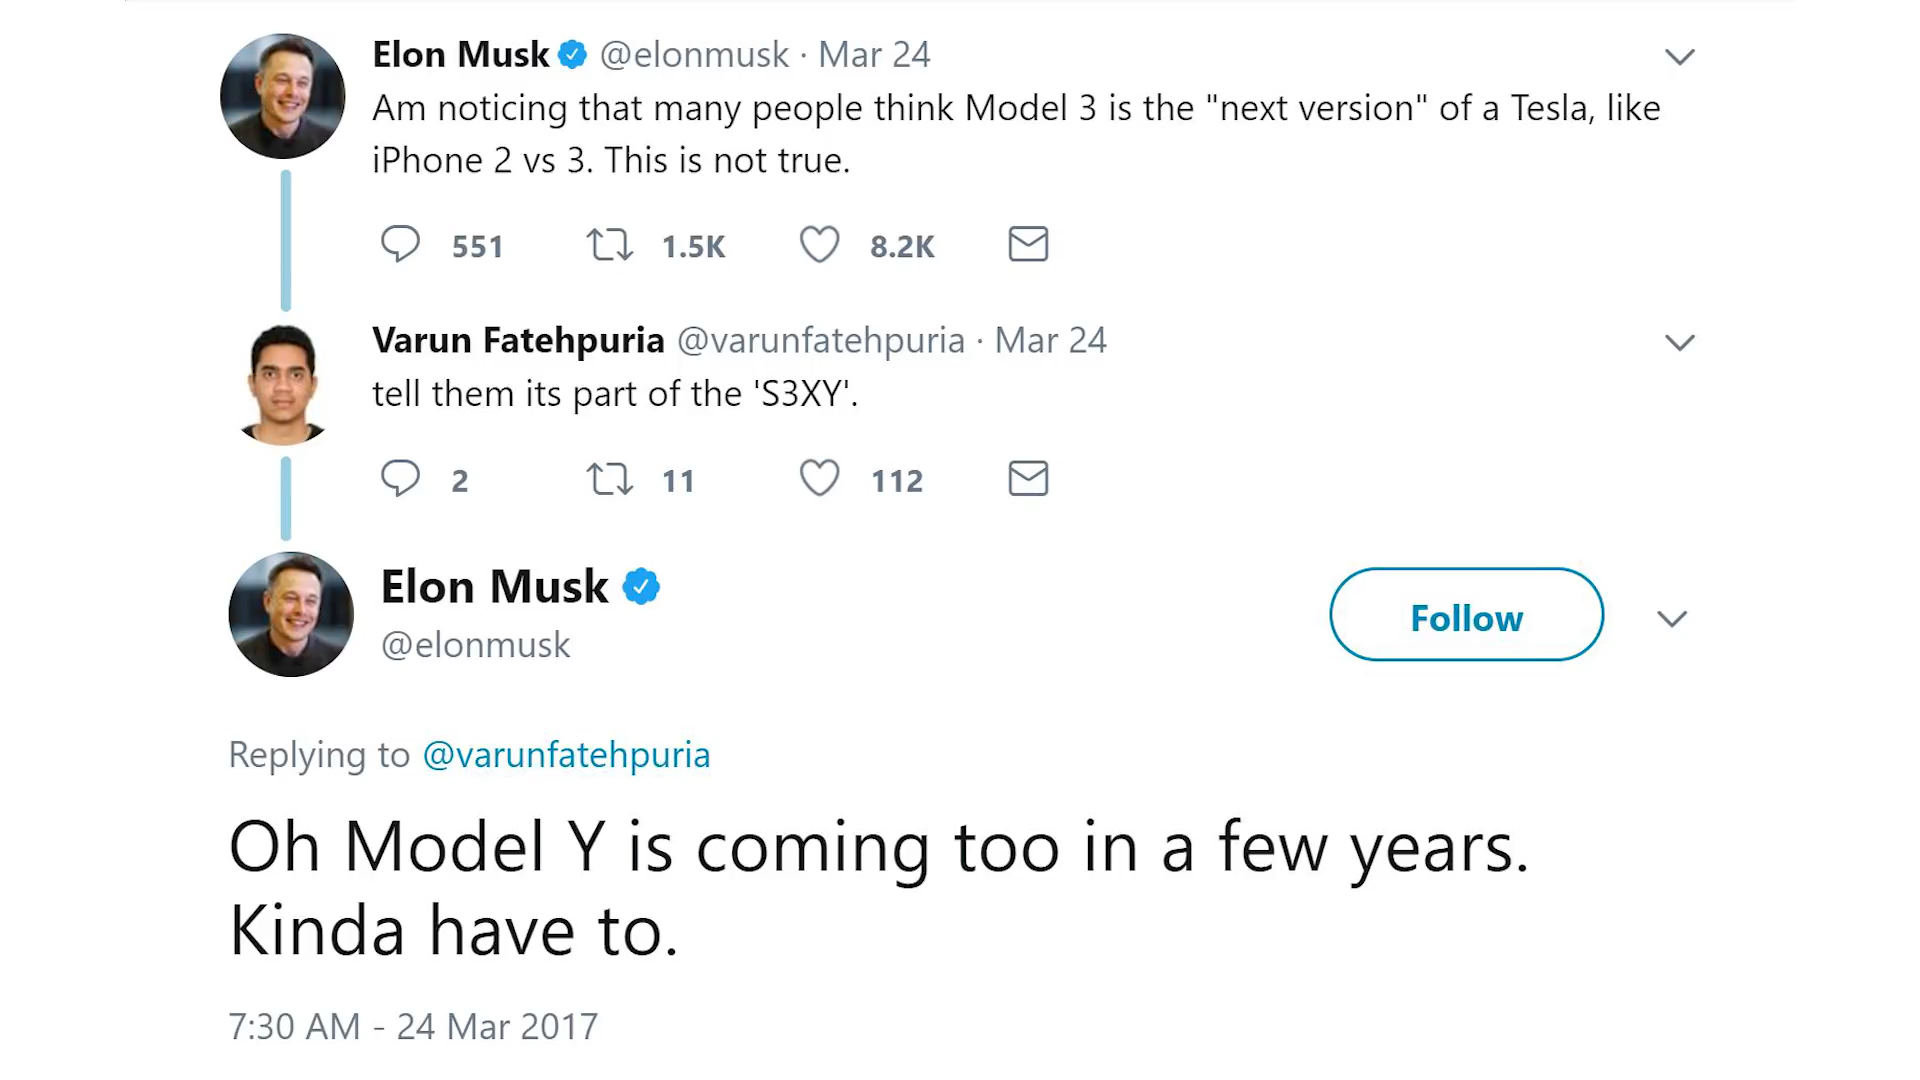 Elon Musk @elonmusk · Mar 24
Am noticing that many people think Model 3 is the "next version" of a Tesla, like
iPhone 2 vs 3. This is not true.
551 1.5K 8.2K
Varun Fatehpuria @varunfatehpuria · Mar 24
tell them its part of the 'S3XY'.
2 11 112
Elon Musk
@elonmusk
Follow
Replying to @varunfatehpuria
Oh Model Y is coming too in a few years.
Kinda have to.
7:30 AM - 24 Mar 2017